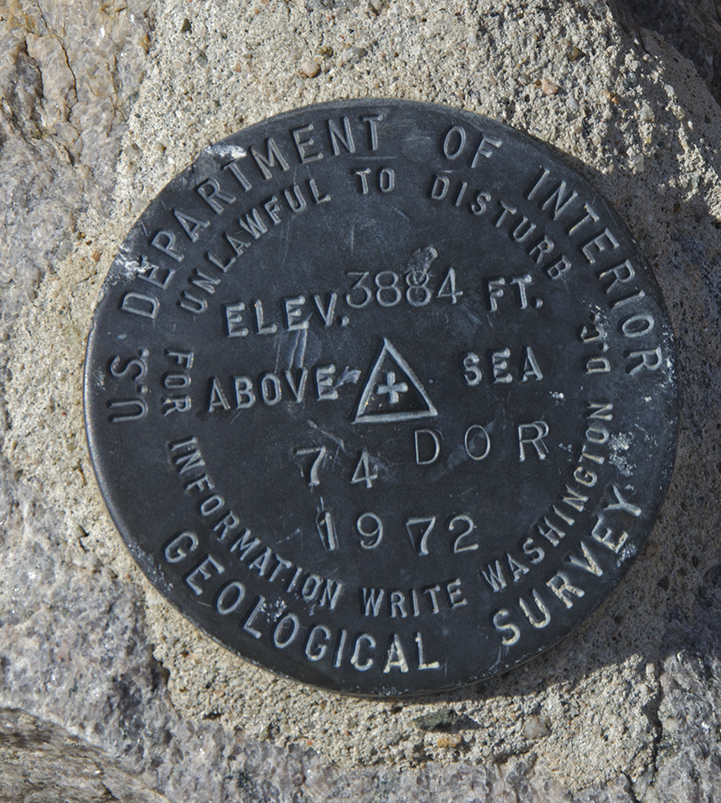 U.S. DEPARTMENT OF INTERIOR
UNLAWFUL TO DISTURB
ELEV. 3884 FT.
ABOVE SEA
74 DOR
1972
FOR INFORMATION WRITE WASHINGTON D.C.
GEOLOGICAL SURVEY